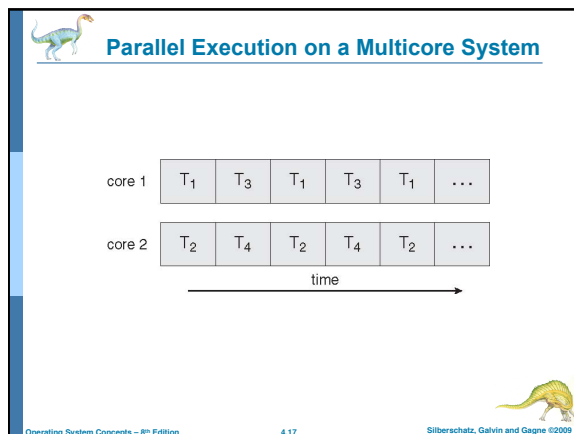 Parallel Execution on a Multicore System
core 1 T₁ T₃ T₁ T₃ T₁ ...
core 2 T₂ T₄ T₂ T₄ T₂ ...
time
Operating System Concepts – 8th Edition 4.17 Silberschatz, Galvin and Gagne ©2009